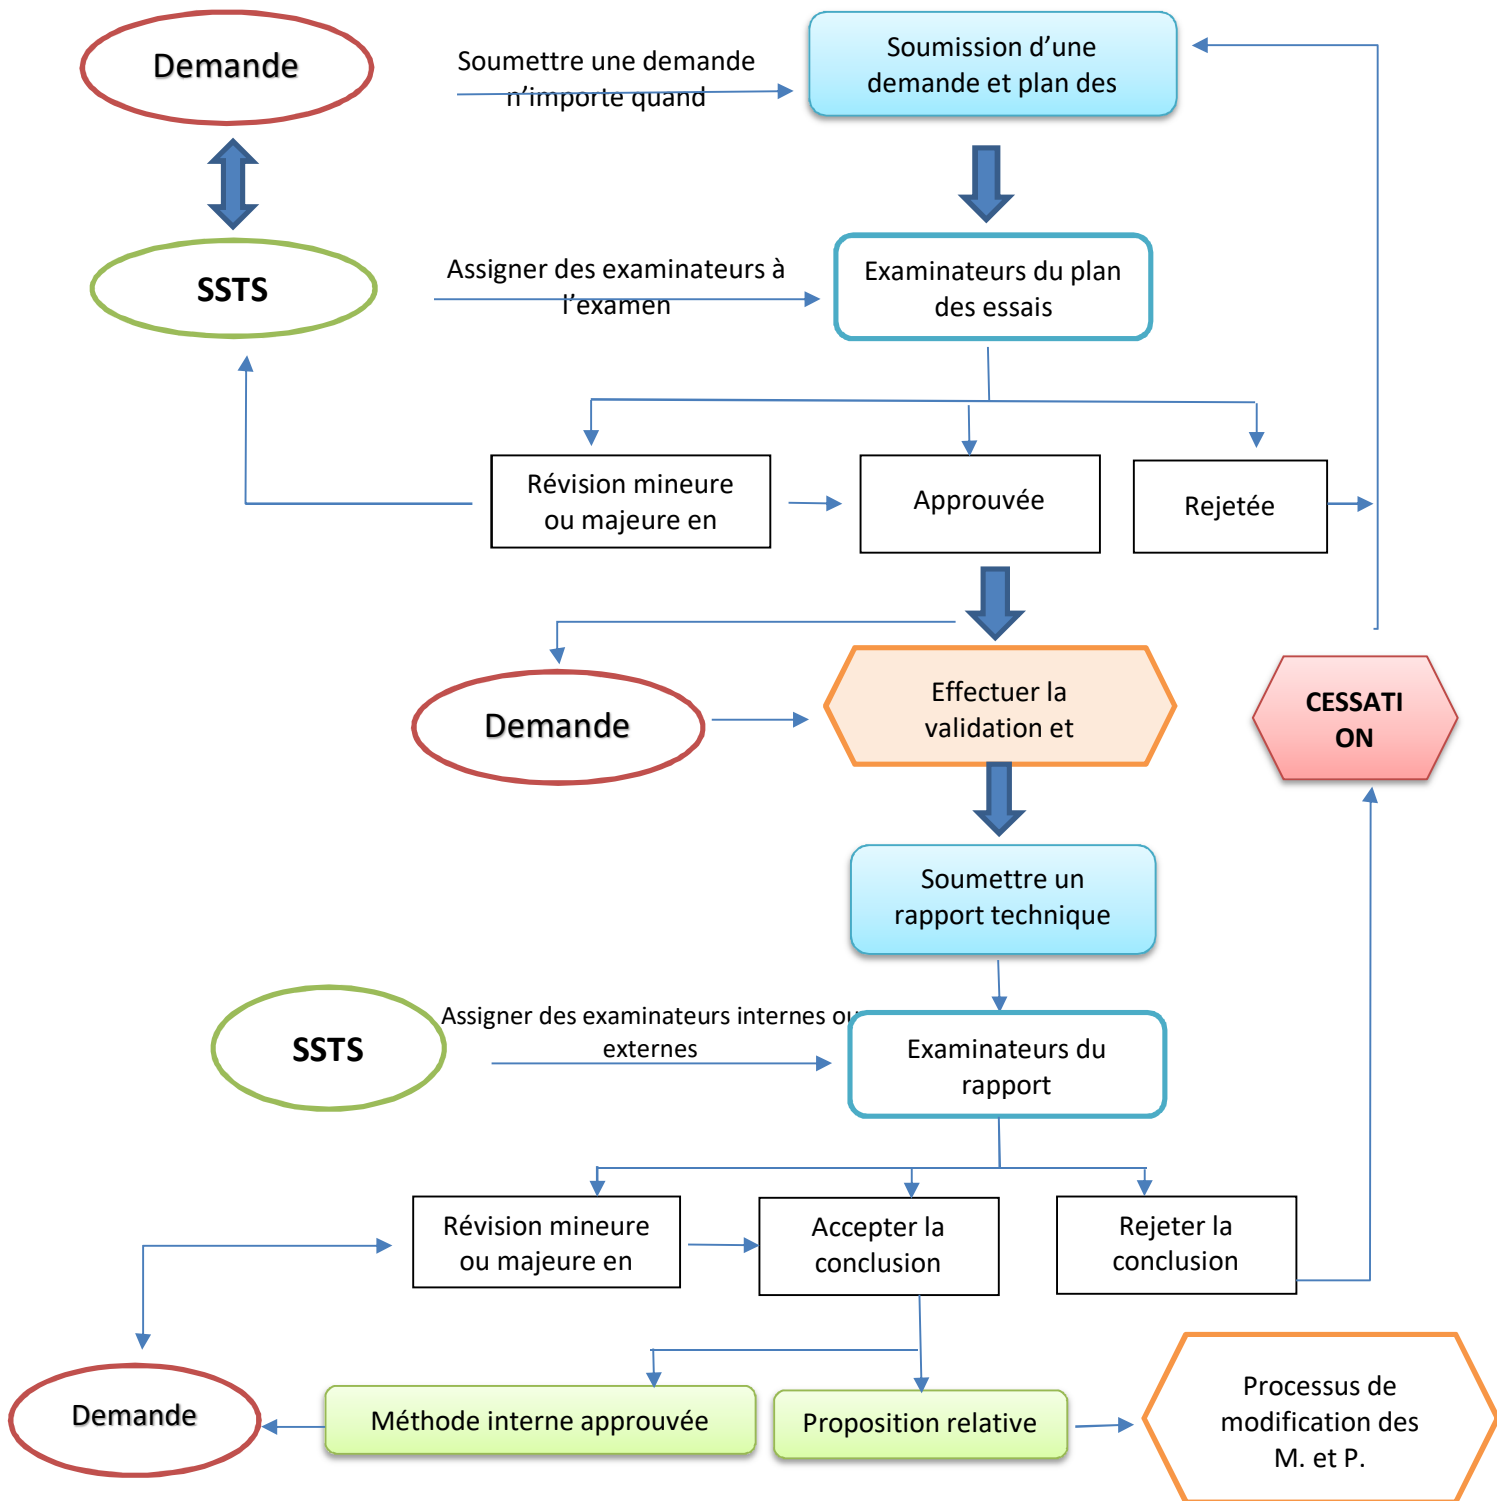 Demande
Soumettre une demande
n’importe quand
Soumission d’une
demande et plan des
SSTS
Assigner des examinateurs à
l’examen
Examinateurs du plan
des essais
Révision mineure
ou majeure en
Approuvée
Rejetée
Demande
Effectuer la
validation et
CESSATI
ON
Soumettre un
rapport technique
SSTS
Assigner des examinateurs internes ou
externes
Examinateurs du
rapport
Révision mineure
ou majeure en
Accepter la
conclusion
Rejeter la
conclusion
Demande
Méthode interne approuvée
Proposition relative
Processus de
modification des
M. et P.